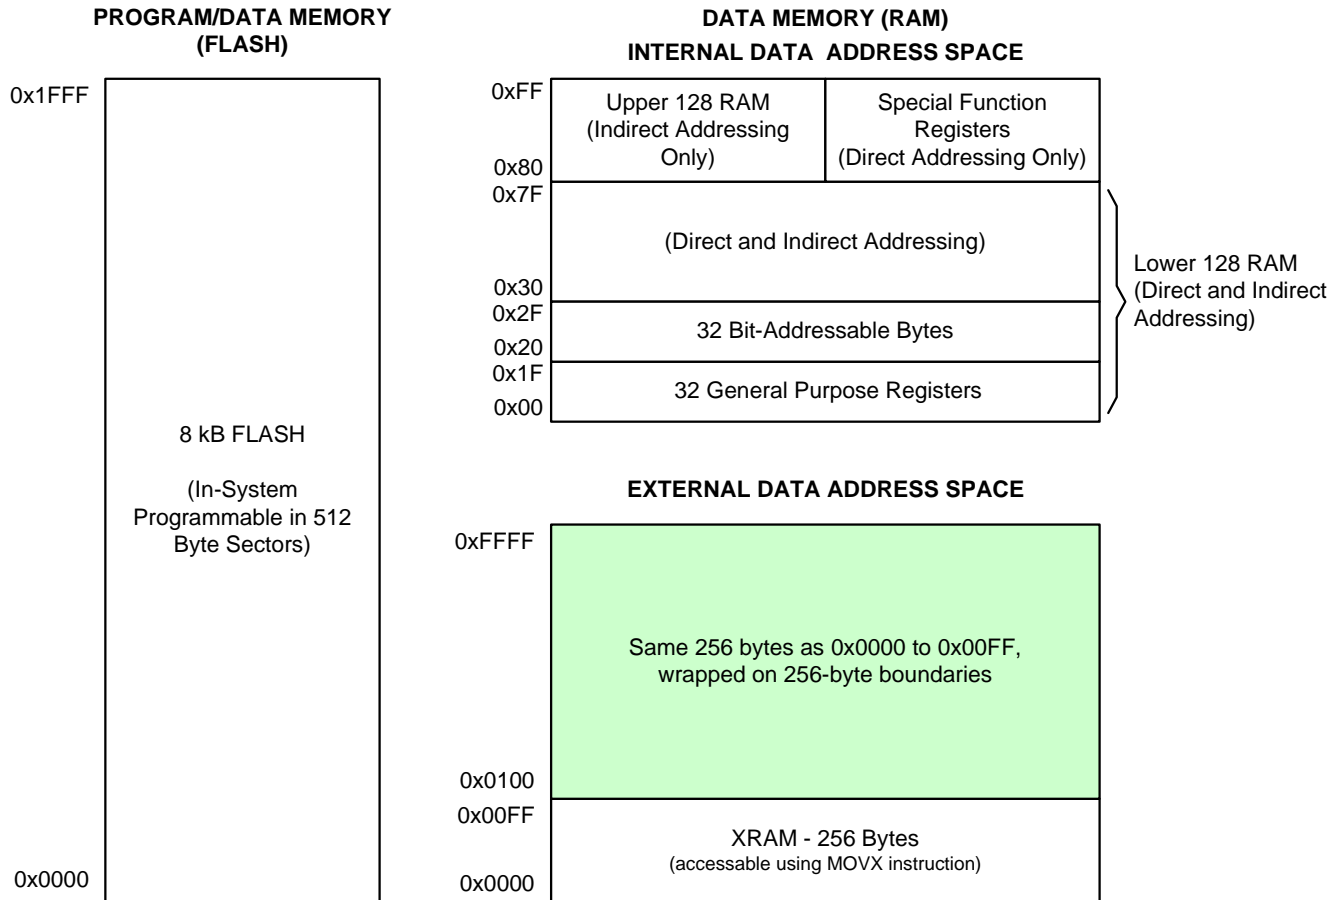 PROGRAM/DATA MEMORY
(FLASH)
0x1FFF
8 kB FLASH
(In-System
Programmable in 512
Byte Sectors)
0x0000
DATA MEMORY (RAM)
INTERNAL DATA ADDRESS SPACE
0xFF
Upper 128 RAM
(Indirect Addressing
Only)
Special Function
Registers
(Direct Addressing Only)
0x80
0x7F
(Direct and Indirect Addressing)
0x30
0x2F
32 Bit-Addressable Bytes
0x20
0x1F
32 General Purpose Registers
0x00
Lower 128 RAM
(Direct and Indirect
Addressing)
EXTERNAL DATA ADDRESS SPACE
0xFFFF
Same 256 bytes as 0x0000 to 0x00FF,
wrapped on 256-byte boundaries
0x0100
0x00FF
XRAM - 256 Bytes
(accessable using MOVX instruction)
0x0000